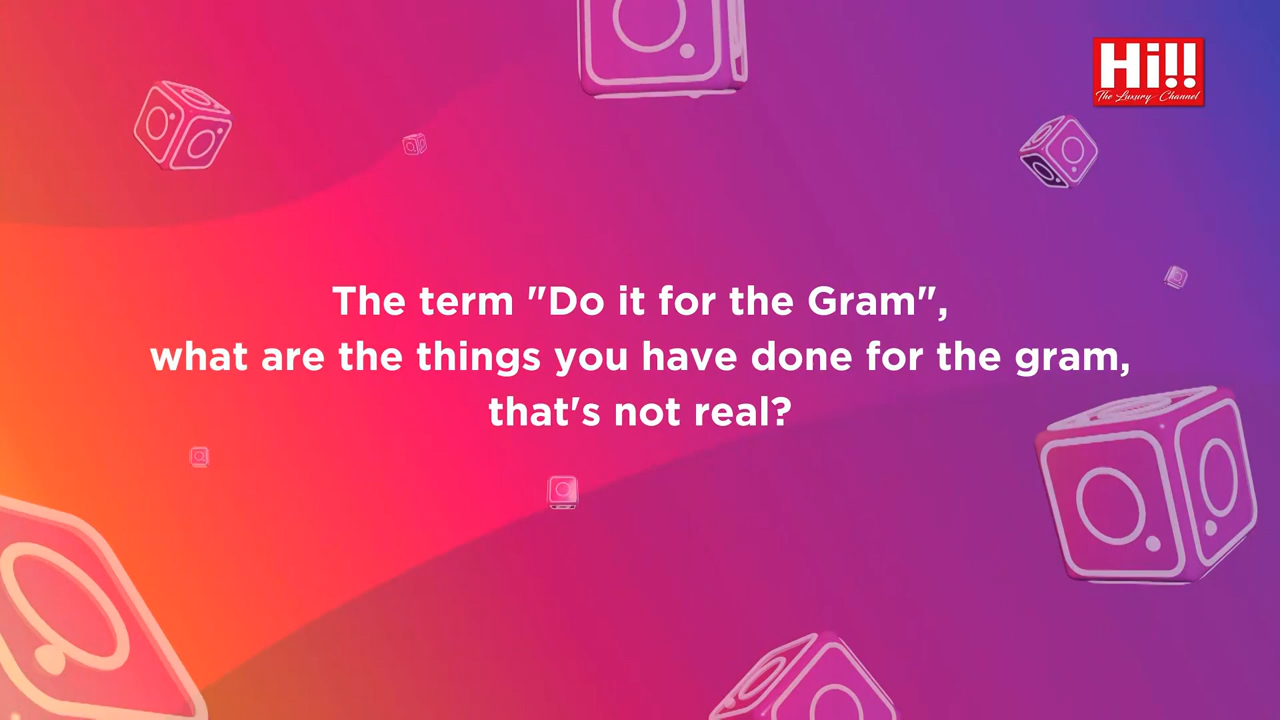 Hi!!
The Luxury Channel
The term "Do it for the Gram",
what are the things you have done for the gram,
that's not real?